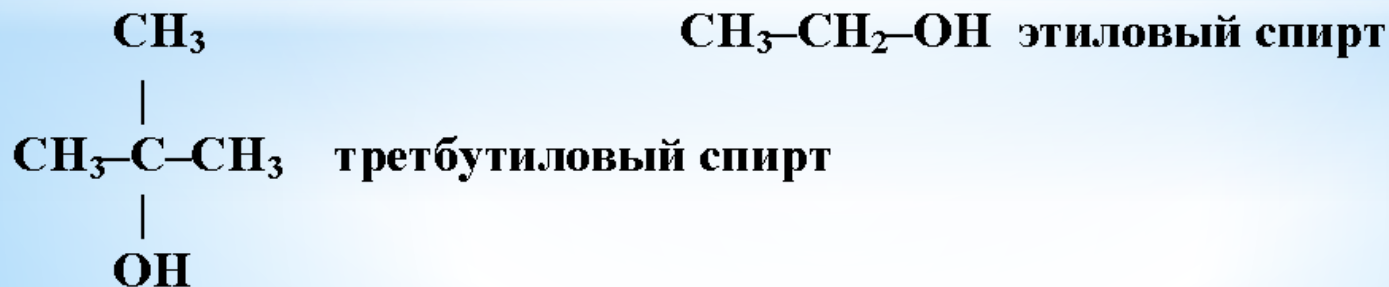 CH₃ CH₃–CH₂–OH этиловый спирт
|
CH₃–C–CH₃ третбутиловый спирт
|
OH